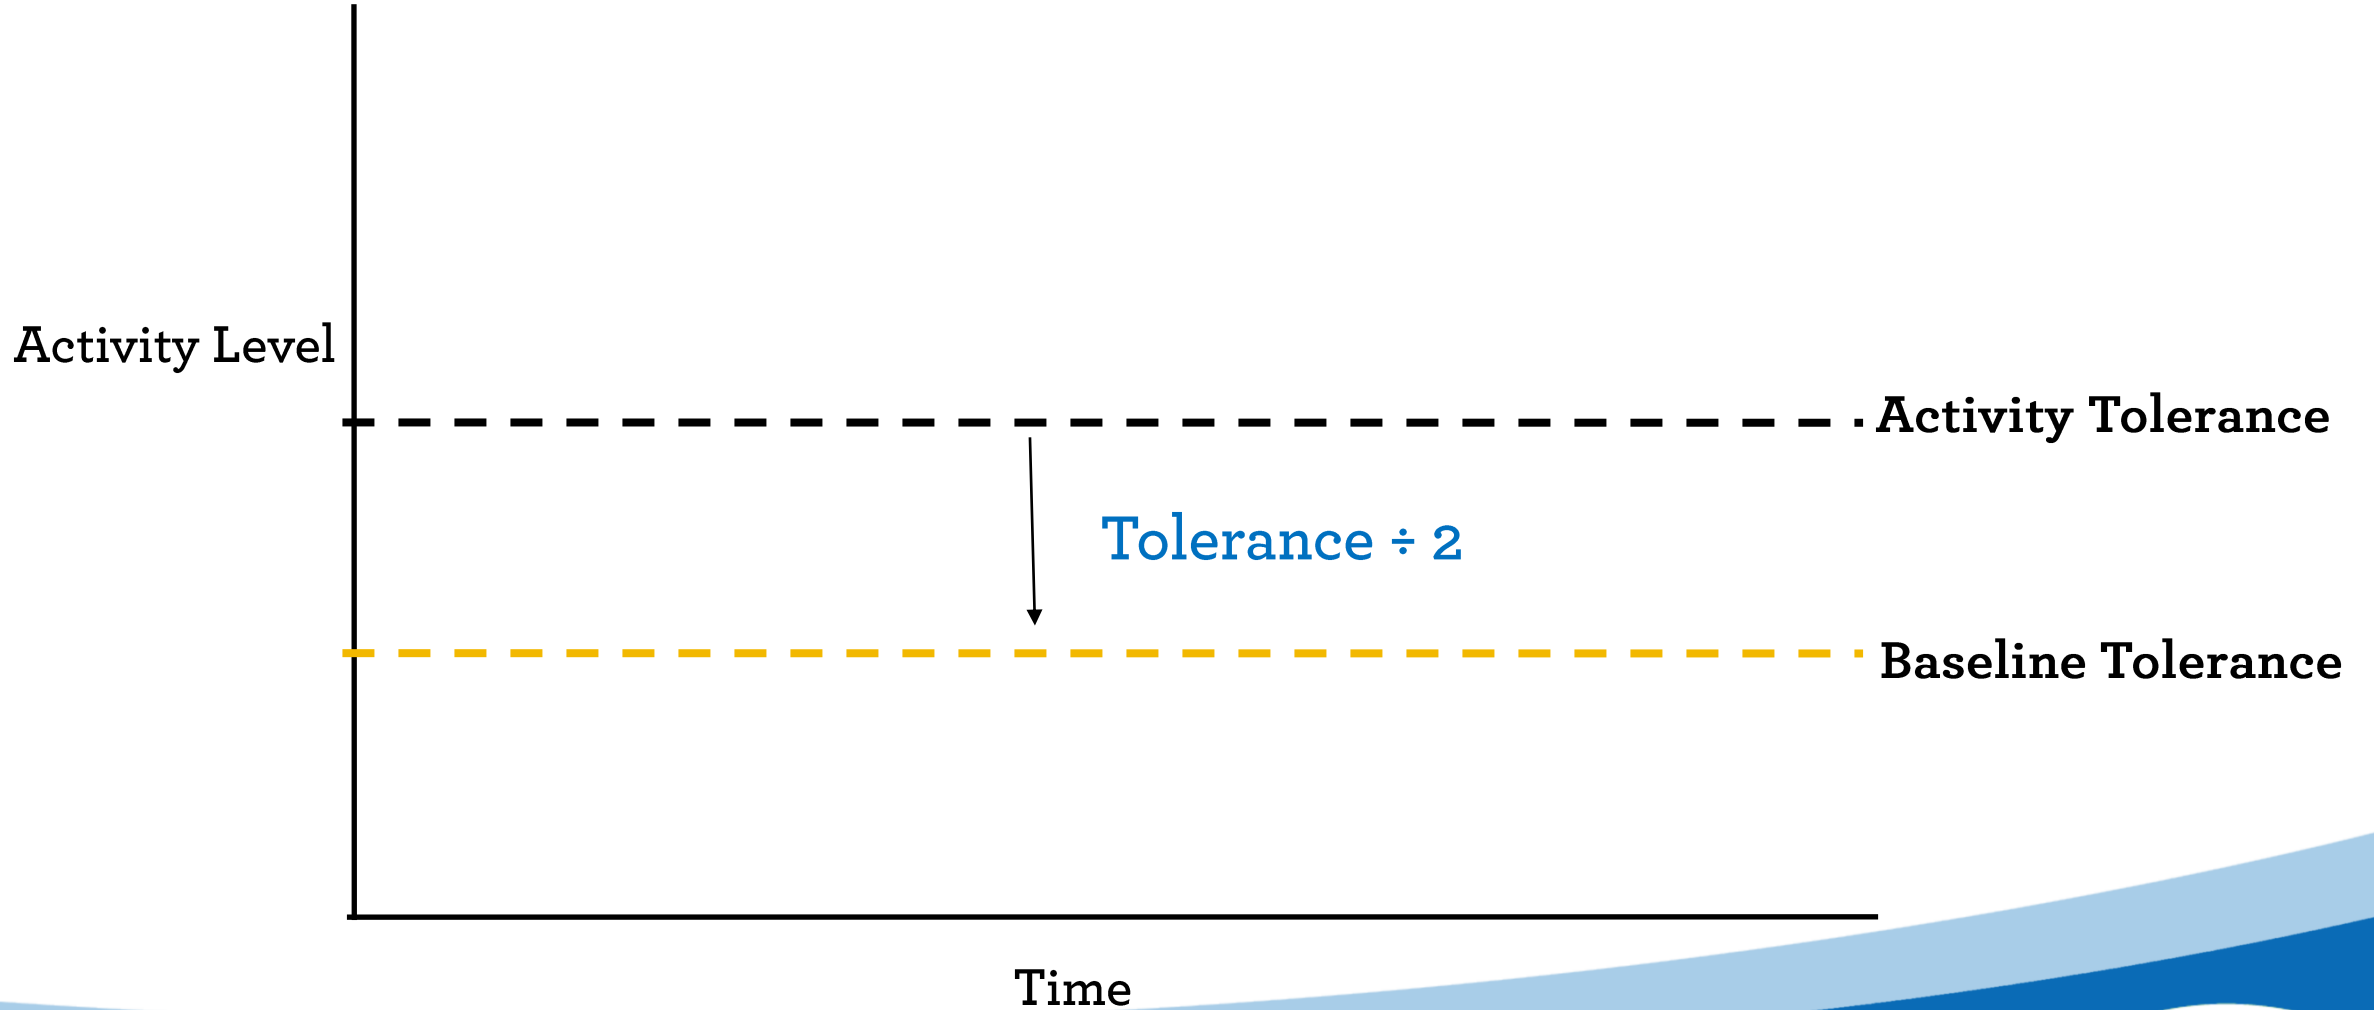 Activity Level
Activity Tolerance
Tolerance ÷ 2
Baseline Tolerance
Time